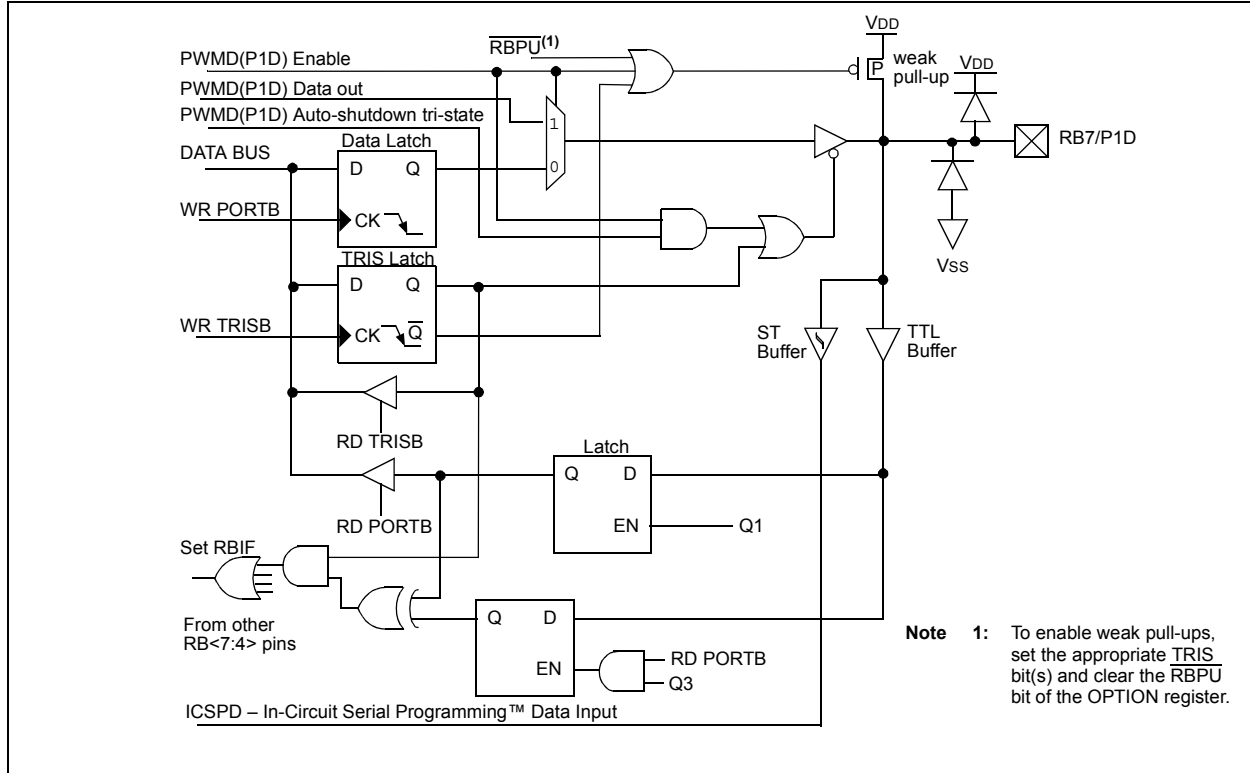 VDD
RBPU(1)
weak
pull-up
VDD
PWMD(P1D) Enable
P
PWMD(P1D) Data out
PWMD(P1D) Auto-shutdown tri-state
1
0
Data Latch
DATA BUS
D Q
RB7/P1D
WR PORTB
CK
VSS
TRIS Latch
D Q
WR TRISB
CK Q
ST
Buffer
TTL
Buffer
RD TRISB
Latch
Q D
RD PORTB
EN
Q1
Set RBIF
From other
RB<7:4> pins
Q D
EN
RD PORTB
Q3
Note 1: To enable weak pull-ups,
set the appropriate TRIS
bit(s) and clear the RBPU
bit of the OPTION register.
ICSPD – In-Circuit Serial Programming™ Data Input